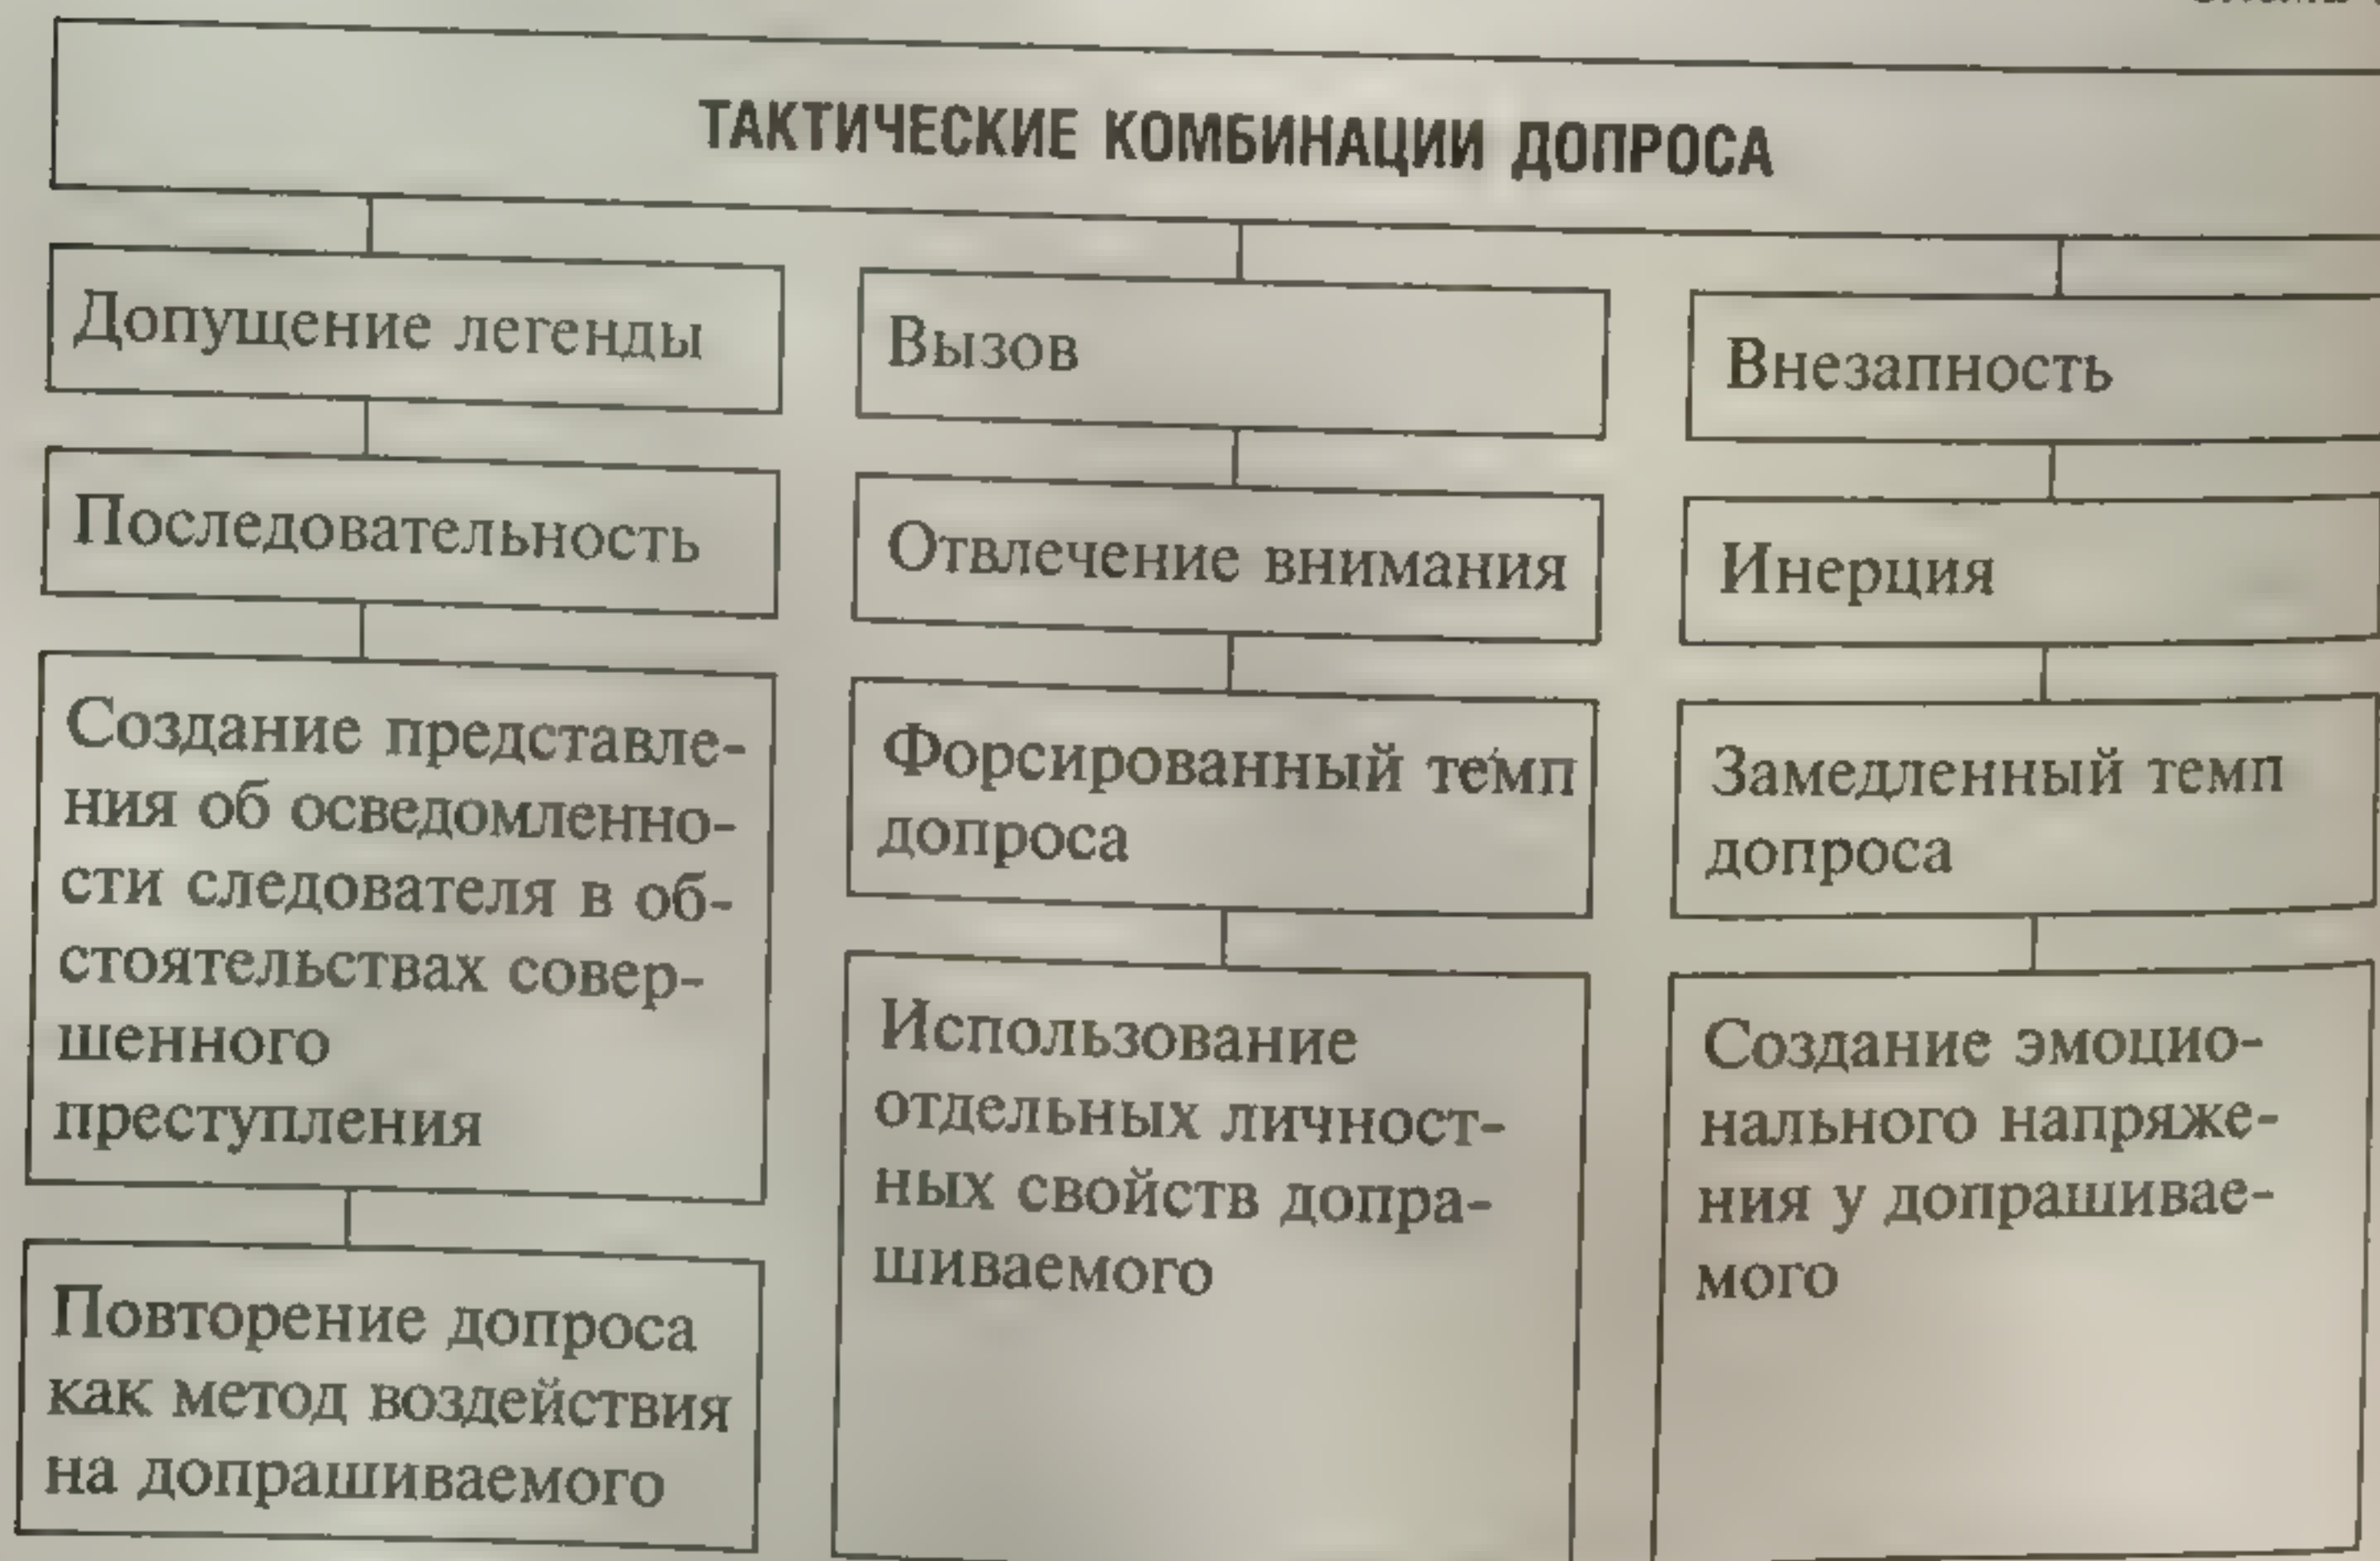 ТАКТИЧЕСКИЕ КОМБИНАЦИИ ДОПРОСА
Допущение легенды
Последовательность
Создание представле-
ния об осведомленно-
сти следователя в об-
стоятельствах совер-
шенного
преступления
Повторение допроса
как метод воздействия
на допрашиваемого
Вызов
Отвлечение внимания
Форсированный темп
допроса
Использование
отдельных личност-
ных свойств допра-
шиваемого
Внезапность
Инерция
Замедленный темп
допроса
Создание эмоцио-
нального напряже-
ния у допрашивае-
мого